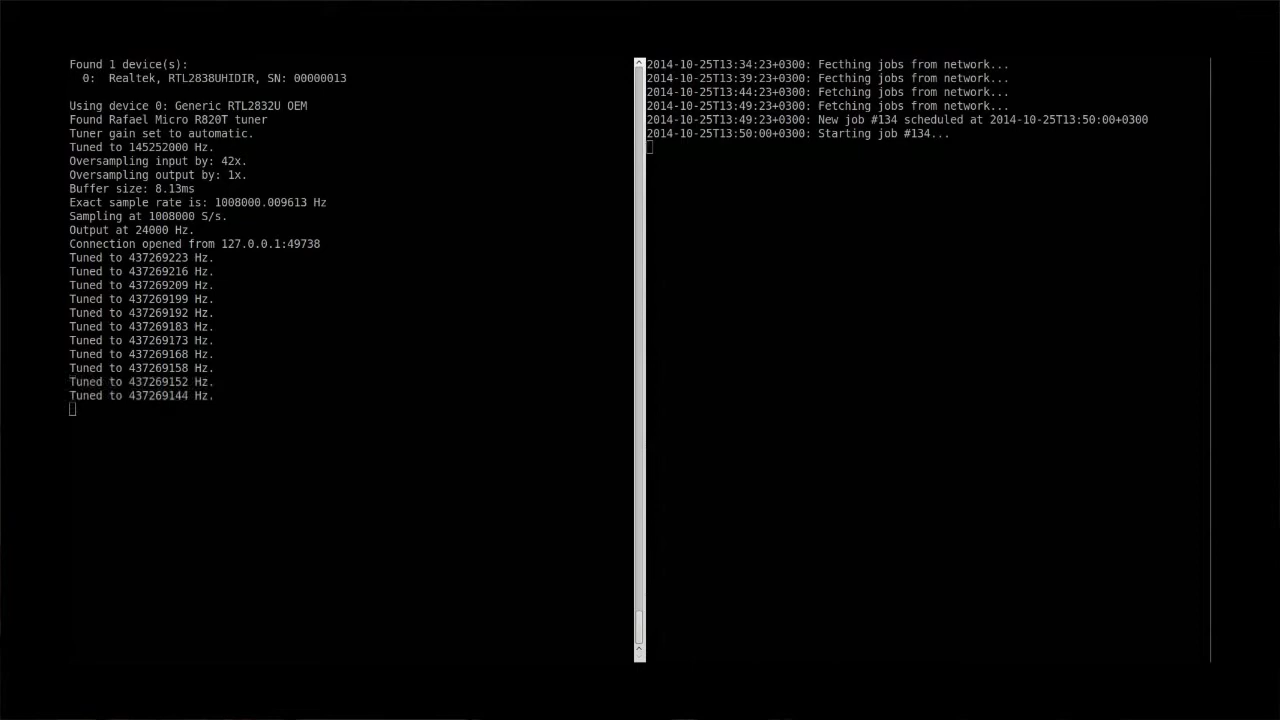 Found 1 device(s):
0: Realtek, RTL2838UHIDIR, SN: 00000013
Using device 0: Generic RTL2832U OEM
Found Rafael Micro R820T tuner
Tuner gain set to automatic.
Tuned to 145252000 Hz.
Oversampling input by: 42x.
Oversampling output by: 1x.
Buffer size: 8.13ms
Exact sample rate is: 1008000.009613 Hz
Sampling at 1008000 S/s.
Output at 24000 Hz.
Connection opened from 127.0.0.1:49738
Tuned to 437269223 Hz.
Tuned to 437269216 Hz.
Tuned to 437269209 Hz.
Tuned to 437269199 Hz.
Tuned to 437269192 Hz.
Tuned to 437269183 Hz.
Tuned to 437269173 Hz.
Tuned to 437269168 Hz.
Tuned to 437269158 Hz.
Tuned to 437269152 Hz.
Tuned to 437269144 Hz.
2014-10-25T13:34:23+0300: Fecthing jobs from network...
2014-10-25T13:39:23+0300: Fecthing jobs from network...
2014-10-25T13:44:23+0300: Fetching jobs from network...
2014-10-25T13:49:23+0300: Fetching jobs from network...
2014-10-25T13:49:23+0300: New job #134 scheduled at 2014-10-25T13:50:00+0300
2014-10-25T13:50:00+0300: Starting job #134...